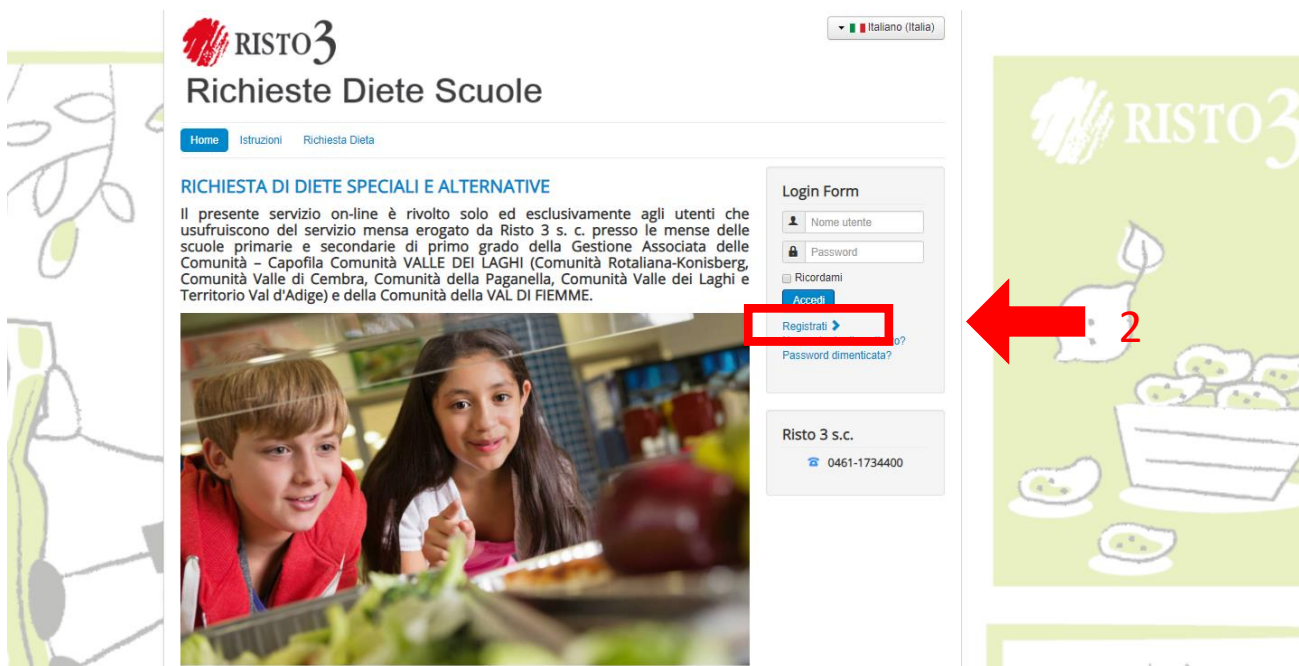 RISTO3
Italiano (Italia)
Richieste Diete Scuole
Home Istruzioni Richiesta Dieta
RICHIESTA DI DIETE SPECIALI E ALTERNATIVE
Il presente servizio on-line è rivolto solo ed esclusivamente agli utenti che
usufruiscono del servizio mensa erogato da Risto 3 s. c. presso le mense delle
scuole primarie e secondarie di primo grado della Gestione Associata delle
Comunità – Capofila Comunità VALLE DEI LAGHI (Comunità Rotaliana-Konisberg,
Comunità Valle di Cembra, Comunità della Paganella, Comunità Valle dei Laghi e
Territorio Val d'Adige) e della Comunità della VAL DI FIEMME.
Login Form
Nome utente
Password
Ricordami
Accedi
Registrati
Password dimenticata?
Risto 3 s.c.
0461-1734400
RISTO3
2